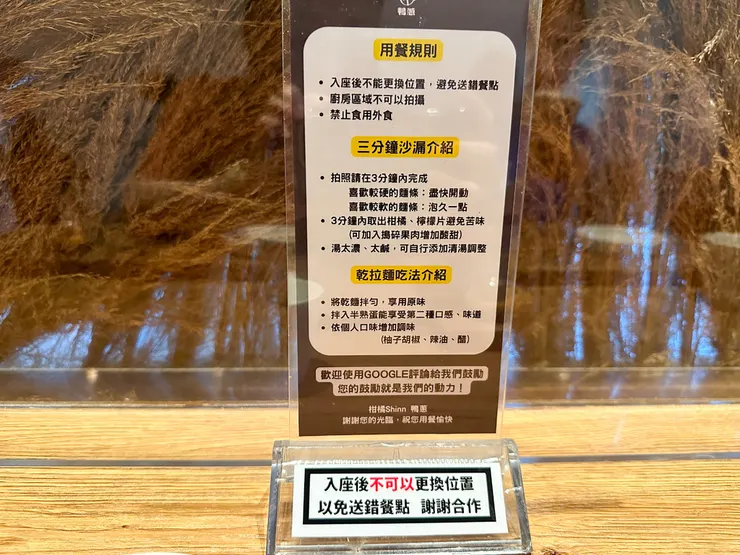 鴨蔥
用餐規則
• 入座後不能更換位置，避免送錯餐點
• 廚房區域不可以拍攝
• 禁止食用外食
三分鐘沙漏介紹
• 拍照請在3分鐘內完成
喜歡較硬的麵條：盡快開動
喜歡較軟的麵條：泡久一點
• 3分鐘內取出柑橘、檸檬片避免苦味
(可加入搗碎果肉增加酸甜)
• 湯太濃、太鹹，可自行添加清湯調整
乾拉麵吃法介紹
• 將乾麵拌勻，享用原味
• 拌入半熟蛋能享受第二種口感、味道
• 依個人口味增加調味
(柚子胡椒、辣油、醋)
歡迎使用GOOGLE評論給我們鼓勵
您的鼓勵就是我們的動力！
柑橘Shinn 鴨蔥
謝謝您的光臨，祝您用餐愉快
入座後不可以更換位置
以免送錯餐點 謝謝合作